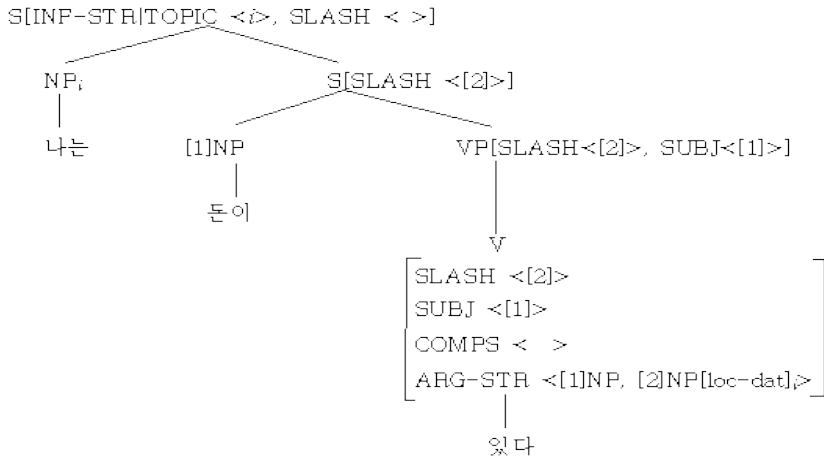 S[INF-STR|TOPIC <i>, SLASH < >]
NPi S[SLASH <[2]>]
나는 [1]NP VP[SLASH<[2]>, SUBJ<[1]>]
돈이
V
SLASH <[2]>
SUBJ <[1]>
COMPS < >
ARG-STR <[1]NP, [2]NP[loc-dat]i>
있다